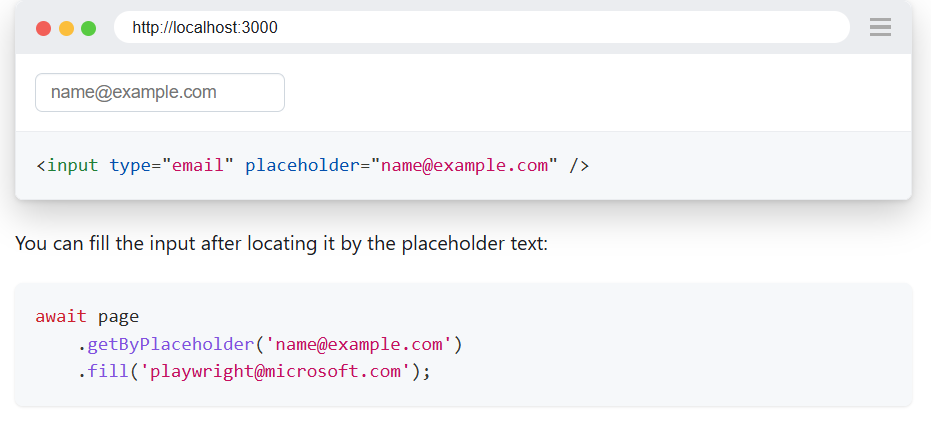 http://localhost:3000
name@example.com
<input type="email" placeholder="name@example.com" />
You can fill the input after locating it by the placeholder text:
await page
    .getByPlaceholder('name@example.com')
    .fill('playwright@microsoft.com');